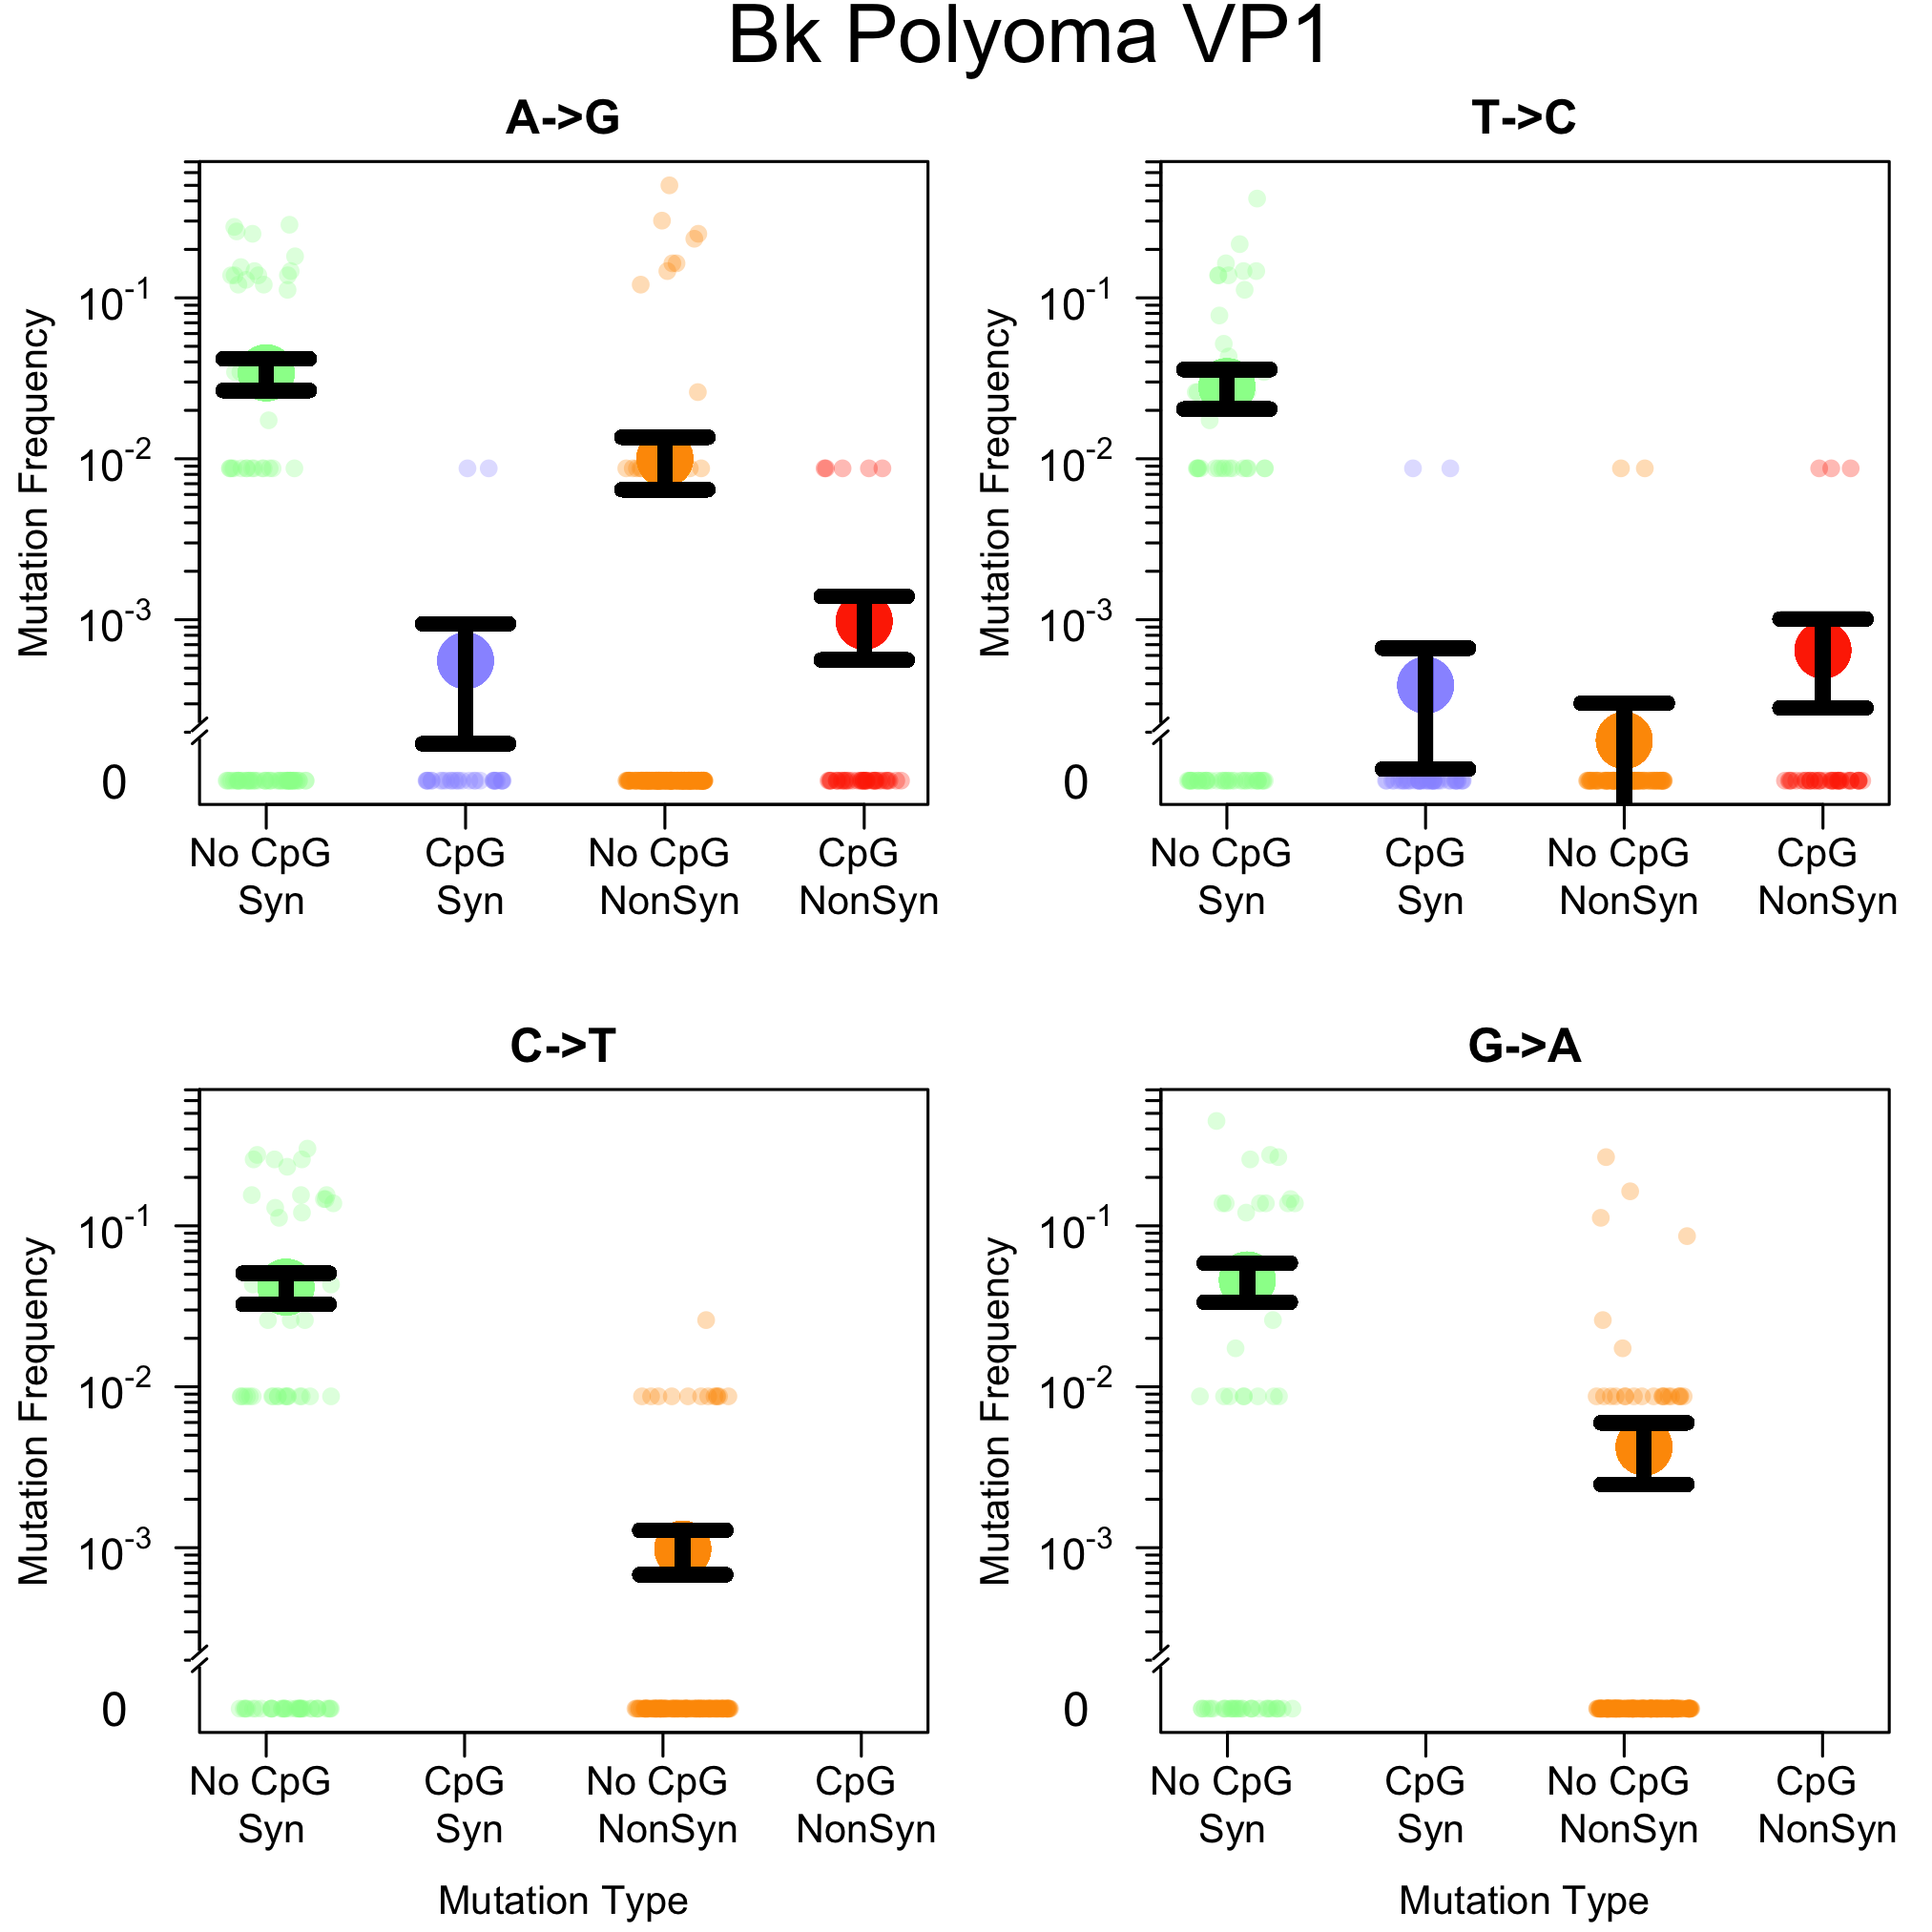 Bk Polyoma VP1
A->G
Mutation Frequency
10-1
10-2
10-3
0
No CpG CpG No CpG CpG
Syn Syn NonSyn NonSyn
T->C
Mutation Frequency
10-1
10-2
10-3
0
No CpG CpG No CpG CpG
Syn Syn NonSyn NonSyn
C->T
Mutation Frequency
10-1
10-2
10-3
0
No CpG CpG No CpG CpG
Syn Syn NonSyn NonSyn
Mutation Type
G->A
Mutation Frequency
10-1
10-2
10-3
0
No CpG CpG No CpG CpG
Syn Syn NonSyn NonSyn
Mutation Type